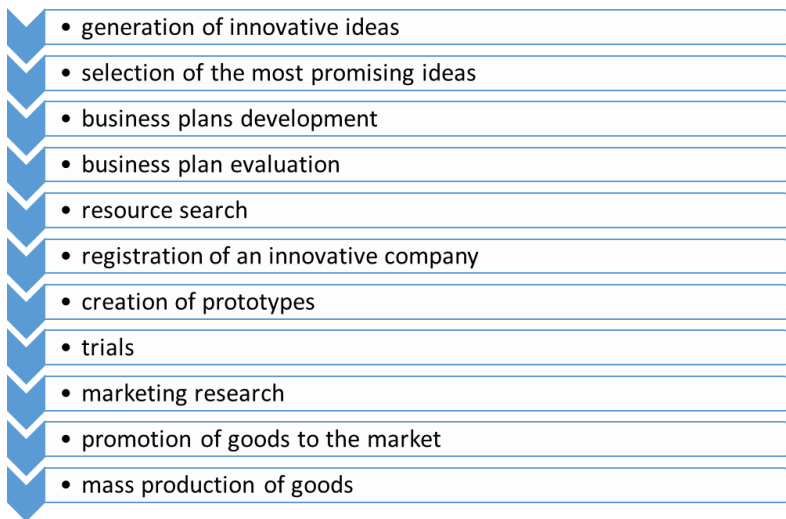 • generation of innovative ideas
• selection of the most promising ideas
• business plans development
• business plan evaluation
• resource search
• registration of an innovative company
• creation of prototypes
• trials
• marketing research
• promotion of goods to the market
• mass production of goods